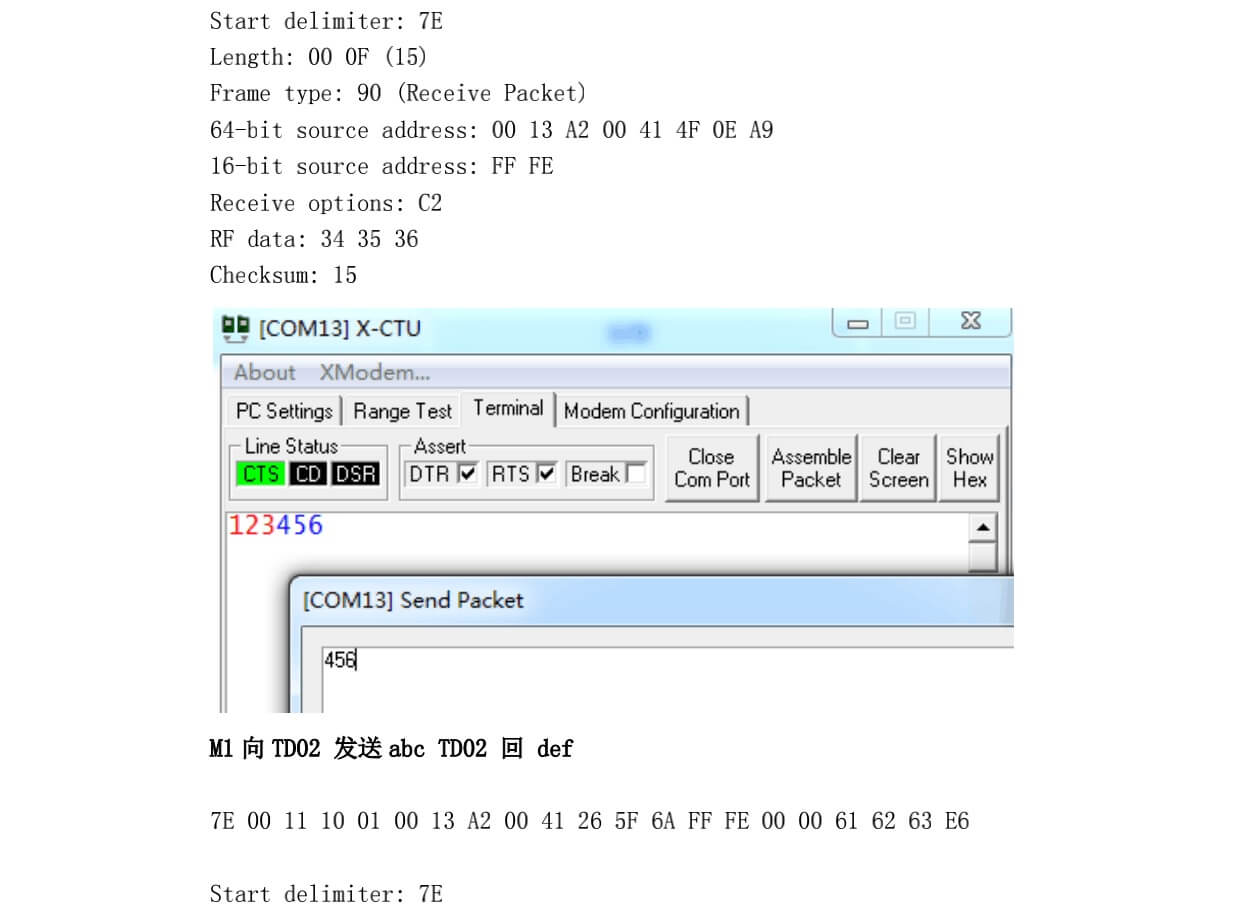 Start delimiter: 7E
Length: 00 0F (15)
Frame type: 90 (Receive Packet)
64-bit source address: 00 13 A2 00 41 4F 0E A9
16-bit source address: FF FE
Receive options: C2
RF data: 34 35 36
Checksum: 15
[COM13] X-CTU
About XModem...
PC Settings Range Test Terminal Modem Configuration
Line Status Assert
CTS CD DSR DTR RTS Break
Close Com Port
Assemble Packet
Clear Screen
Show Hex
123456
[COM13] Send Packet
456
M1 向 TD02 发送 abc TD02 回 def
7E 00 11 10 01 00 13 A2 00 41 26 5F 6A FF FE 00 00 61 62 63 E6
Start delimiter: 7E